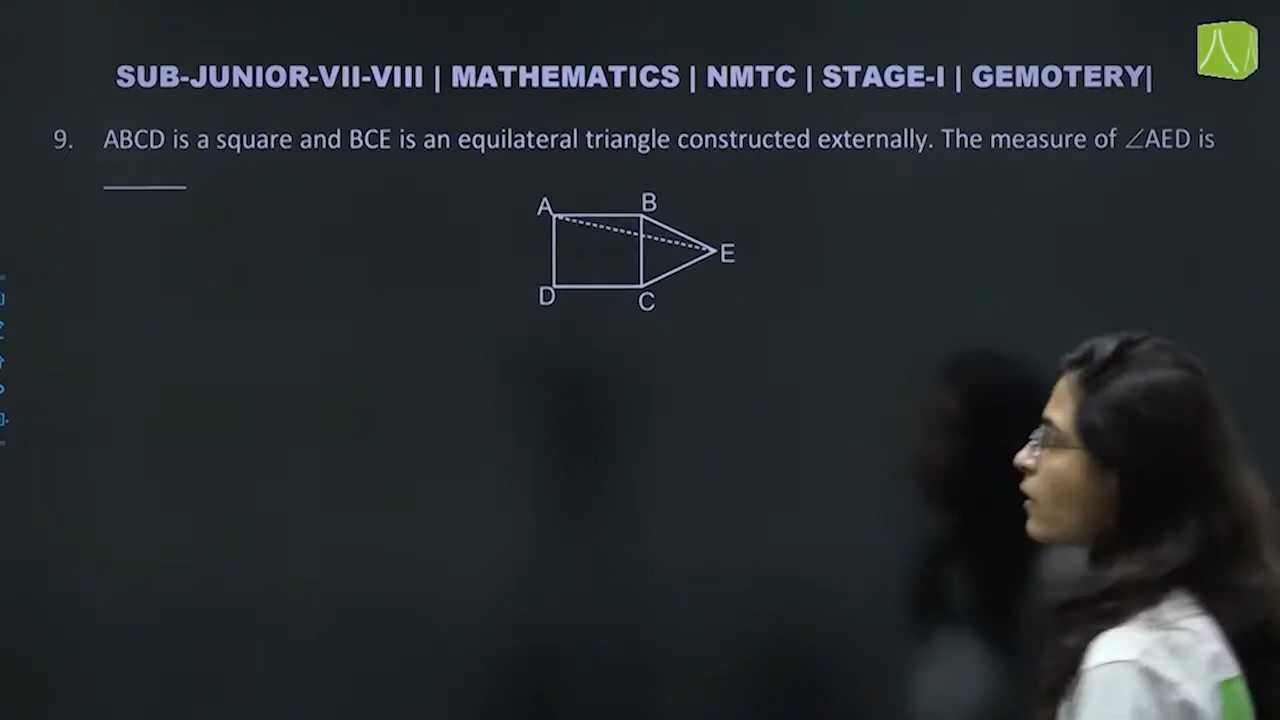 SUB-JUNIOR-VII-VIII | MATHEMATICS | NMTC | STAGE-I | GEMOTERY|
9. ABCD is a square and BCE is an equilateral triangle constructed externally. The measure of ∠AED is
A B
E
D C